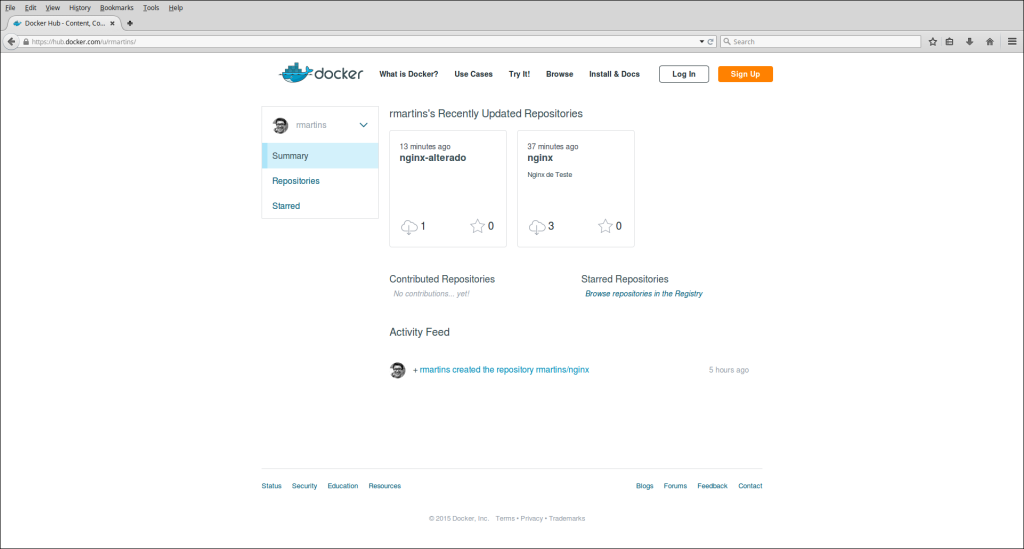 File Edit View History Bookmarks Tools Help
Docker Hub - Content, Co...
https://hub.docker.com/u/rmartins/
Search
docker What is Docker? Use Cases Try It! Browse Install & Docs Log In Sign Up
rmartins
Summary
Repositories
Starred
rmartins's Recently Updated Repositories
13 minutes ago
nginx-alterado
1 0
37 minutes ago
nginx
Nginx de Teste
3 0
Contributed Repositories
No contributions... yet!
Starred Repositories
Browse repositories in the Registry
Activity Feed
+ rmartins created the repository rmartins/nginx 5 hours ago
Status Security Education Resources Blogs Forums Feedback Contact
© 2015 Docker, Inc. Terms • Privacy • Trademarks